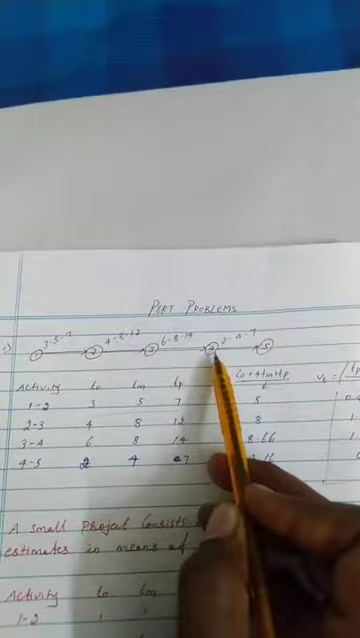 PERT PROBLEMS
1) 1 3-5-7 2 4-8-12 3 6-8-14 4 2-4-7 5
Activity to tm tp to+4tm+tp/6
1-2 3 5 7 5
2-3 4 8 12 8
3-4 6 8 14 8.66
4-5 2 4 7
A small Project consists
estimates in means of
Activity to tm
1-2 1